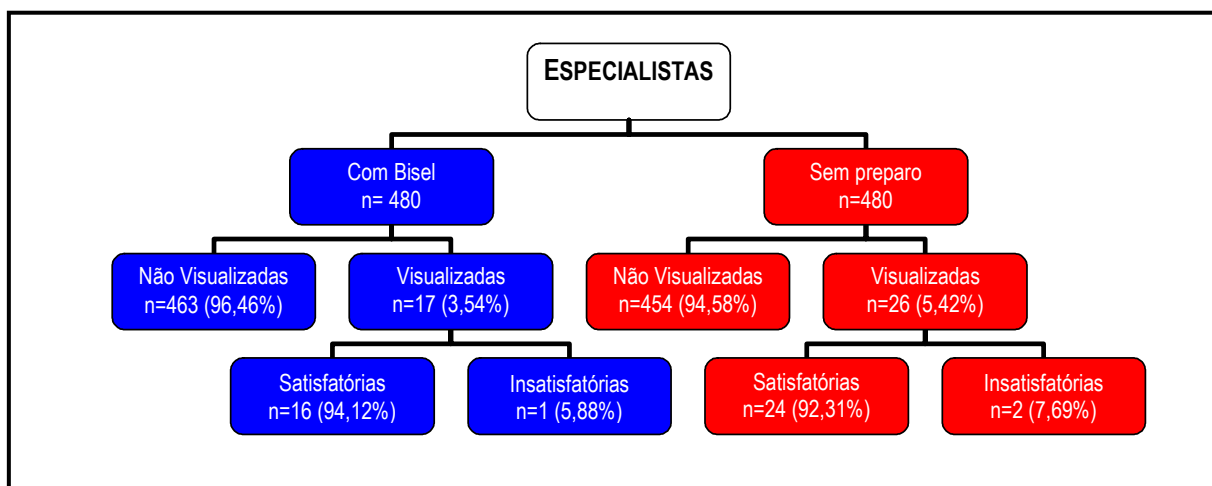 ESPECIALISTAS
Com Bisel
n= 480
Sem preparo
n=480
Não Visualizadas
n=463 (96,46%)
Visualizadas
n=17 (3,54%)
Não Visualizadas
n=454 (94,58%)
Visualizadas
n=26 (5,42%)
Satisfatórias
n=16 (94,12%)
Insatisfatórias
n=1 (5,88%)
Satisfatórias
n=24 (92,31%)
Insatisfatórias
n=2 (7,69%)